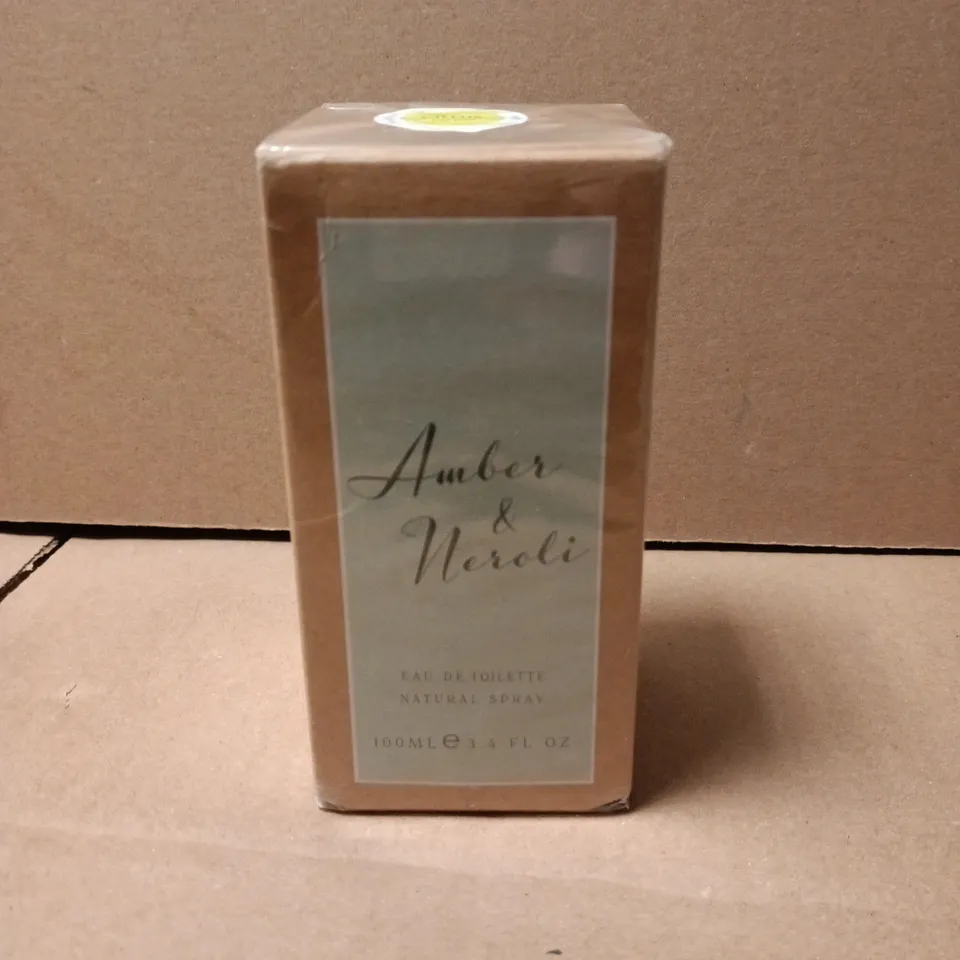 Amber
&
Neroli
EAU DE TOILETTE
NATURAL SPRAY
100ML e 3.4 FL OZ